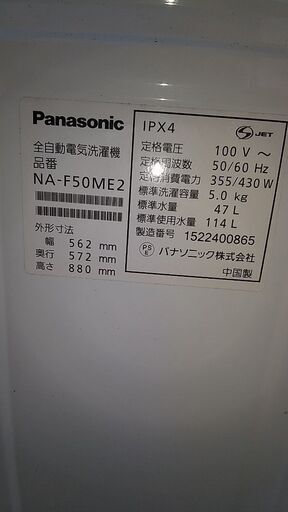 Panasonic
全自動電気洗濯機
品番
NA-F50ME2
外形寸法
幅 562 mm
奥行 572 mm
高さ 880 mm
IPX4
JET
定格電圧 100 V ～
定格周波数 50/60 Hz
定格消費電力 355/430 W
標準洗濯容量 5.0 kg
標準水量 47 L
標準使用水量 114 L
製造番号 1522400865
PS E パナソニック株式会社
中国製